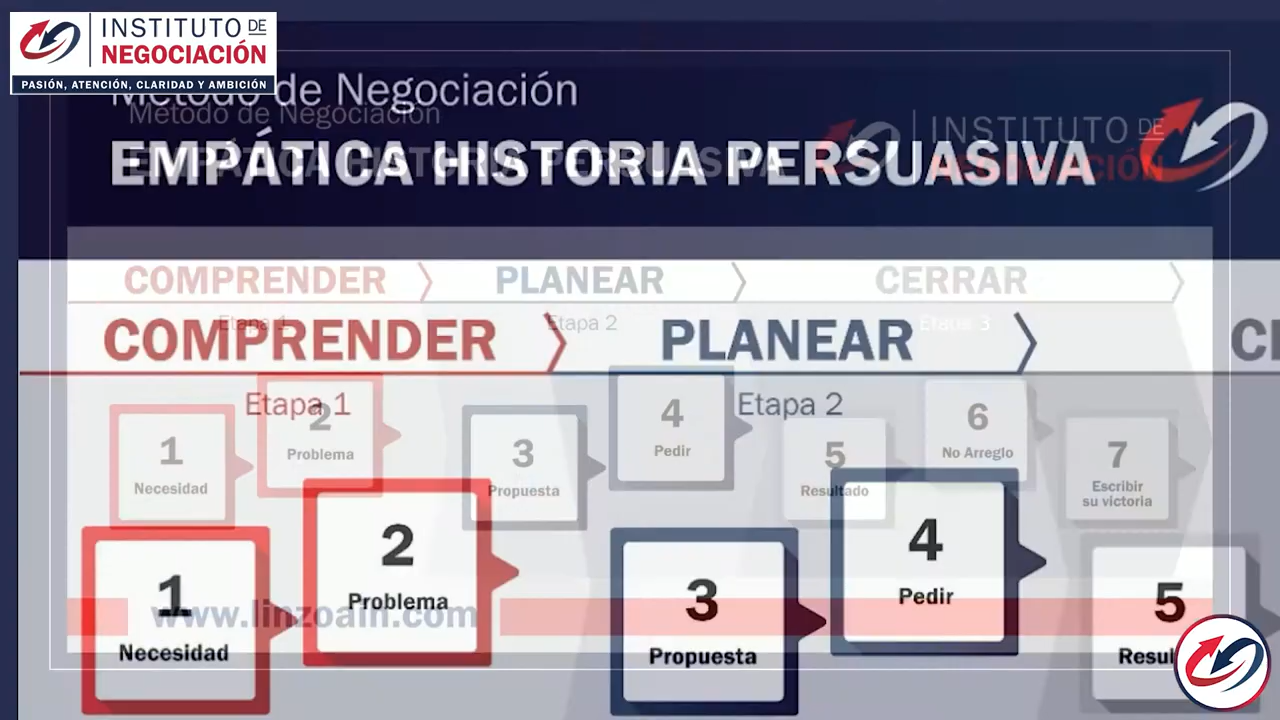 INSTITUTO DE
NEGOCIACIÓN
PASIÓN, ATENCIÓN, CLARIDAD Y AMBICIÓN
Método de Negociación
EMPÁTICA HISTORIA PERSUASIVA
Método de Negociación
EMPÁTICA HISTORIA PERSUASIVA
INSTITUTO DE
NEGOCIACIÓN
COMPRENDER PLANEAR CERRAR
Etapa 1 Etapa 2 Etapa 3
COMPRENDER PLANEAR
Etapa 1 Etapa 2
1
Necesidad
2
Problema
3
Propuesta
4
Pedir
5
Resultado
6
No Arreglo
7
Escribir
su victoria
1
Necesidad
2
Problema
3
Propuesta
4
Pedir
5
www.linzoain.com